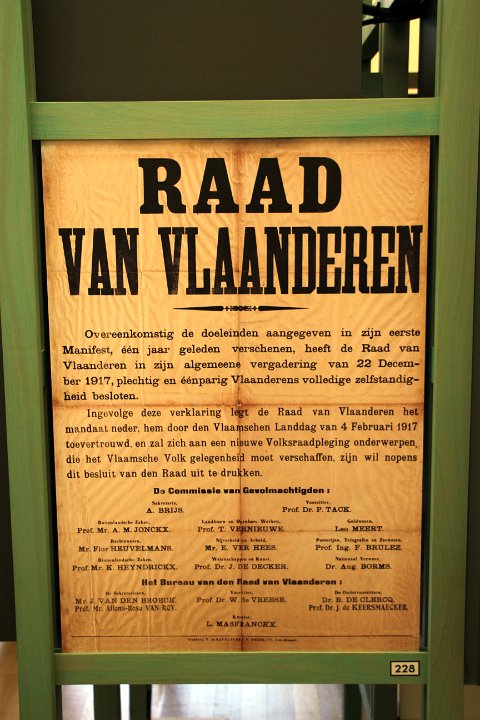 RAAD
VAN VLAANDEREN
Overeenkomstig de doeleinden aangegeven in zijn eerste
Manifest, één jaar geleden verschenen, heeft de Raad van
Vlaanderen in zijn algemeene vergadering van 22 Decem-
ber 1917, plechtig en éénparig Vlaanderens volledige zelfstandig-
heid besloten.
Ingevolge deze verklaring legt de Raad van Vlaanderen het
mandaat neder, hem door den Vlaamschen Landdag van 4 Februari 1917
toevertrouwd, en zal zich aan een nieuwe Volksraadpleging onderwerpen,
die het Vlaamsche Volk gelegenheid moet verschaffen, zijn wil nopens
dit besluit van den Raad uit te drukken.
De Commissie van Gevolmachtigden :
Secretaris, Voorzitter,
A. BRIJS. Prof. Dr. P. TACK.
Buitenlandsche Zaken, Landbouw en Openbare Werken, Geldwezen,
Prof. Mr. A. M. JONCKX. Prof. T. VERNIEUWE. Leo MEERT.
Rechtswezen, Nijverheid en Arbeid, Posterijen, Telegrafen en Zeewezen,
Mr. Flor HEUVELMANS. Mr. E. VER HEES. Prof. Ing. F. BRULEZ.
Binnenlandsche Zaken, Wetenschappen en Kunst, Nationaal Verweer,
Prof. Mr. K. HEYNDRICKX. Prof. Dr. J. DE DECKER. Dr. Aug. BORMS.
Het Bureau van den Raad van Vlaanderen :
De Secretarissen, Voorzitter, De Ondervoorzitters,
Mr. J. VAN DEN BROECK. Prof. Dr. W. de VREESE. Dr. R. DE CLERCQ.
Prof. Mr. Alfons-Rosa VAN ROY. Prof. Dr. J. de KEERSMAECKER.
Kwestor,
L. MASFRANCKX.
228